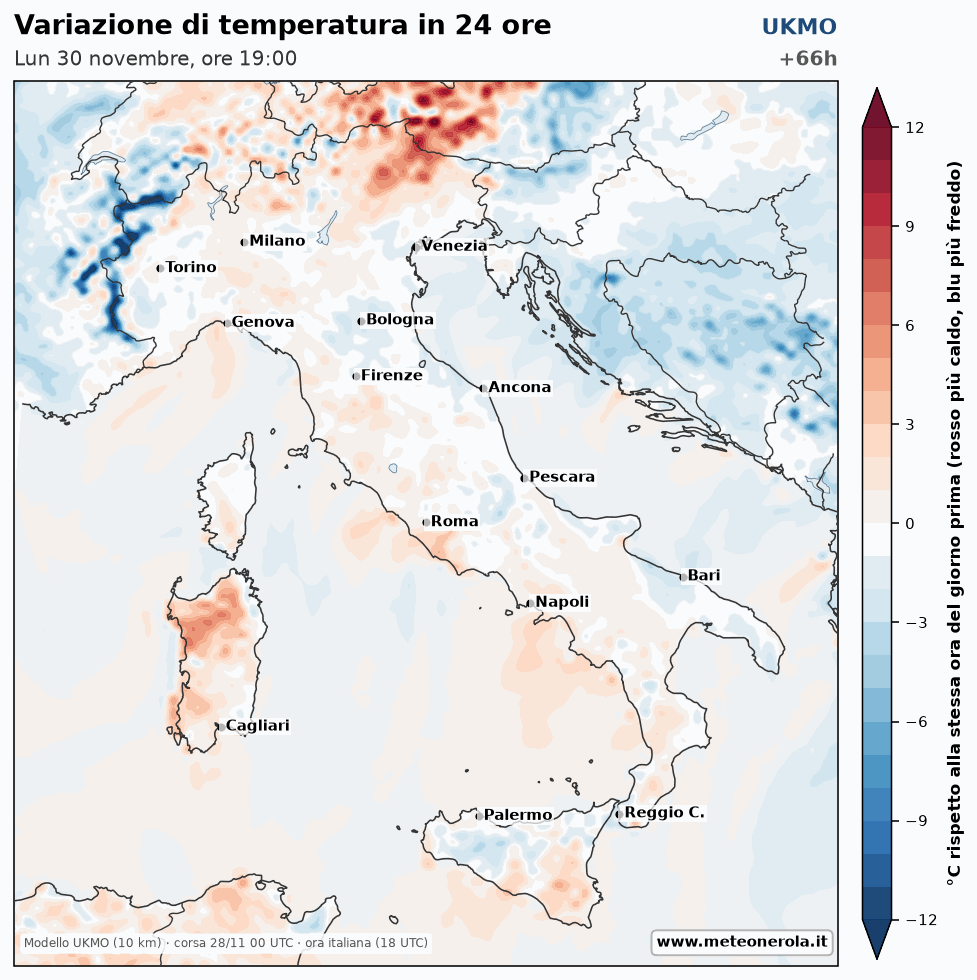 Variazione di temperatura in 24 ore
UKMO
Lun 30 novembre, ore 19:00
+66h
12
9
6
3
0
−3
−6
−9
−12
°C rispetto alla stessa ora del giorno prima (rosso più caldo, blu più freddo)
Milano
Venezia
Torino
Genova
Bologna
Firenze
Ancona
Pescara
Roma
Bari
Napoli
Cagliari
Palermo
Reggio C.
Modello UKMO (10 km) · corsa 28/11 00 UTC · ora italiana (18 UTC)
www.meteonerola.it